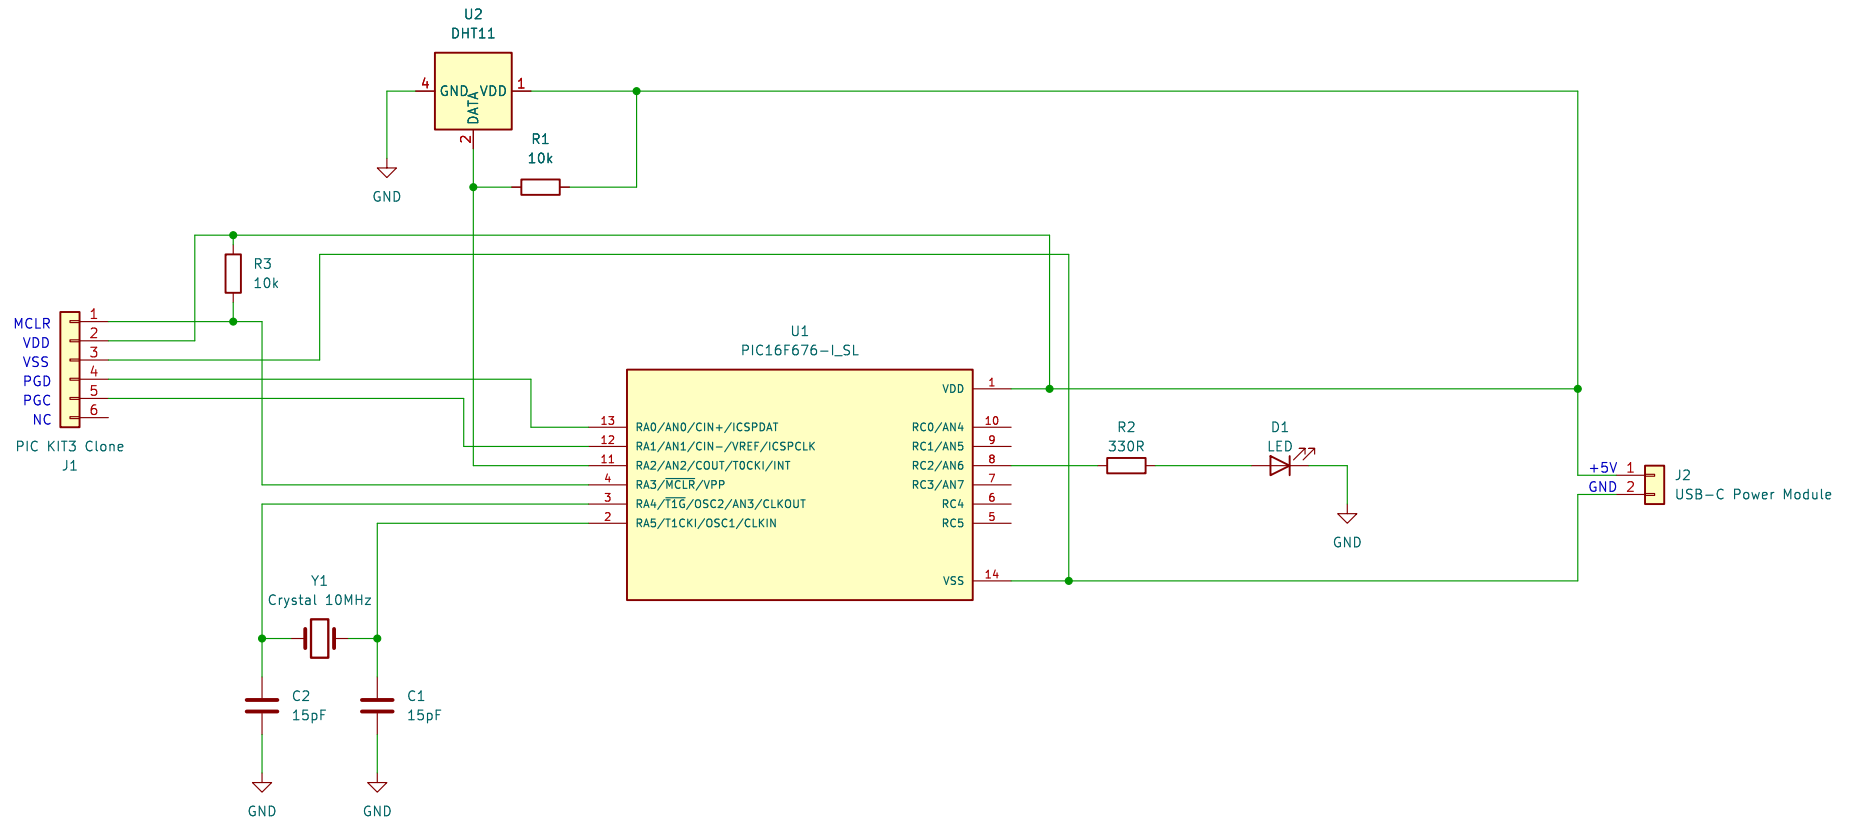 U2
DHT11
4
GND
VDD
1
DATA
2
R1
10k
GND
R3
10k
MCLR
1
VDD
2
VSS
3
PGD
4
PGC
5
NC
6
PIC KIT3 Clone
J1
U1
PIC16F676-I_SL
VDD
1
13
RA0/AN0/CIN+/ICSPDAT
RC0/AN4
10
12
RA1/AN1/CIN-/VREF/ICSPCLK
RC1/AN5
9
11
RA2/AN2/COUT/T0CKI/INT
RC2/AN6
8
4
RA3/MCLR/VPP
RC3/AN7
7
3
RA4/T1G/OSC2/AN3/CLKOUT
RC4
6
2
RA5/T1CKI/OSC1/CLKIN
RC5
5
VSS
14
R2
330R
D1
LED
GND
+5V
1
GND
2
J2
USB-C Power Module
Y1
Crystal 10MHz
C2
15pF
C1
15pF
GND
GND